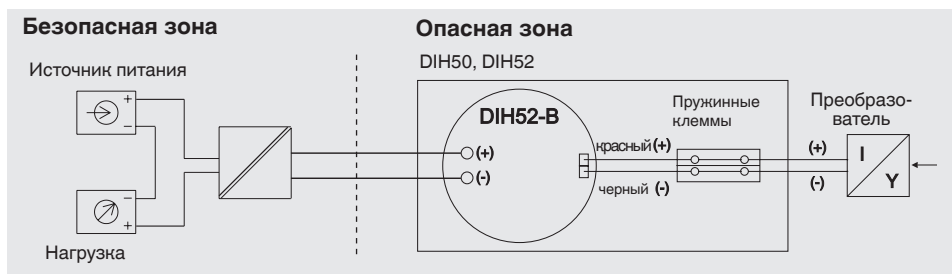 Безопасная зона
Опасная зона
Источник питания
DIH50, DIH52
+
−
DIH52-B
(+)
(-)
красный (+)
черный (-)
Пружинные
клеммы
Преобразо-
ватель
(+)
(-)
I
Y
−
+
Нагрузка